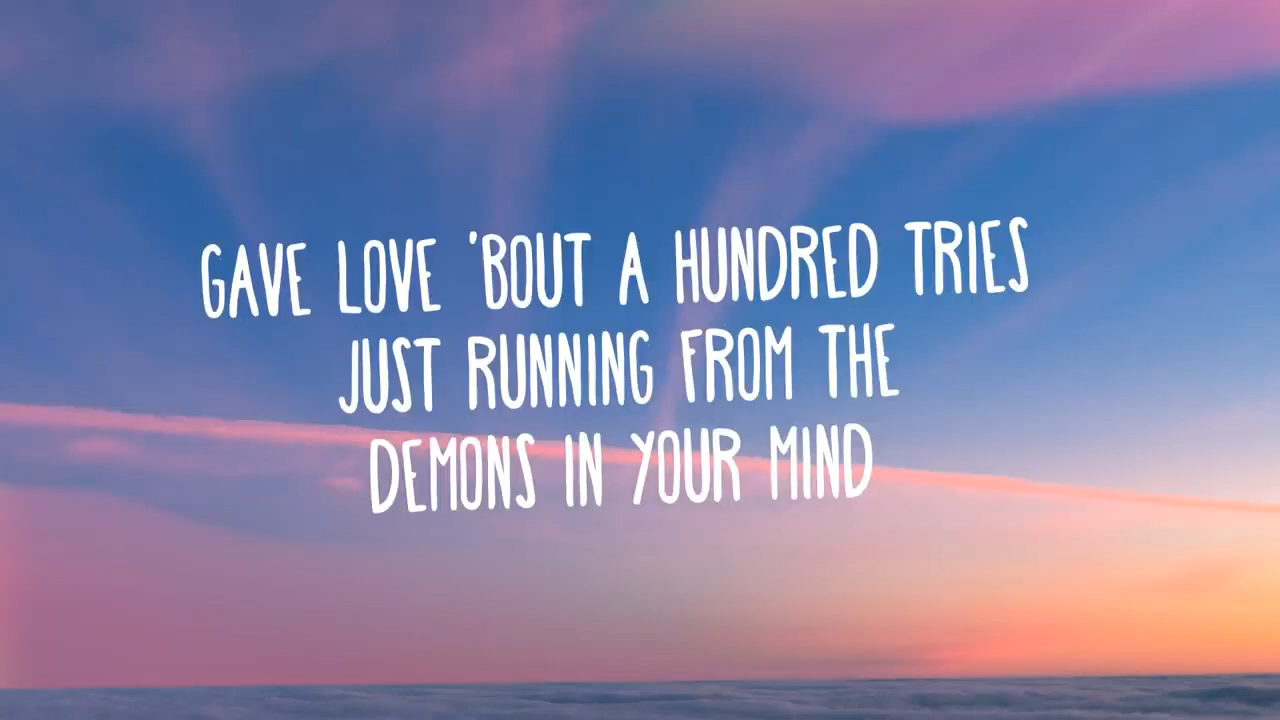 GAVE LOVE 'BOUT A HUNDRED TRIES
JUST RUNNING FROM THE
DEMONS IN YOUR MIND